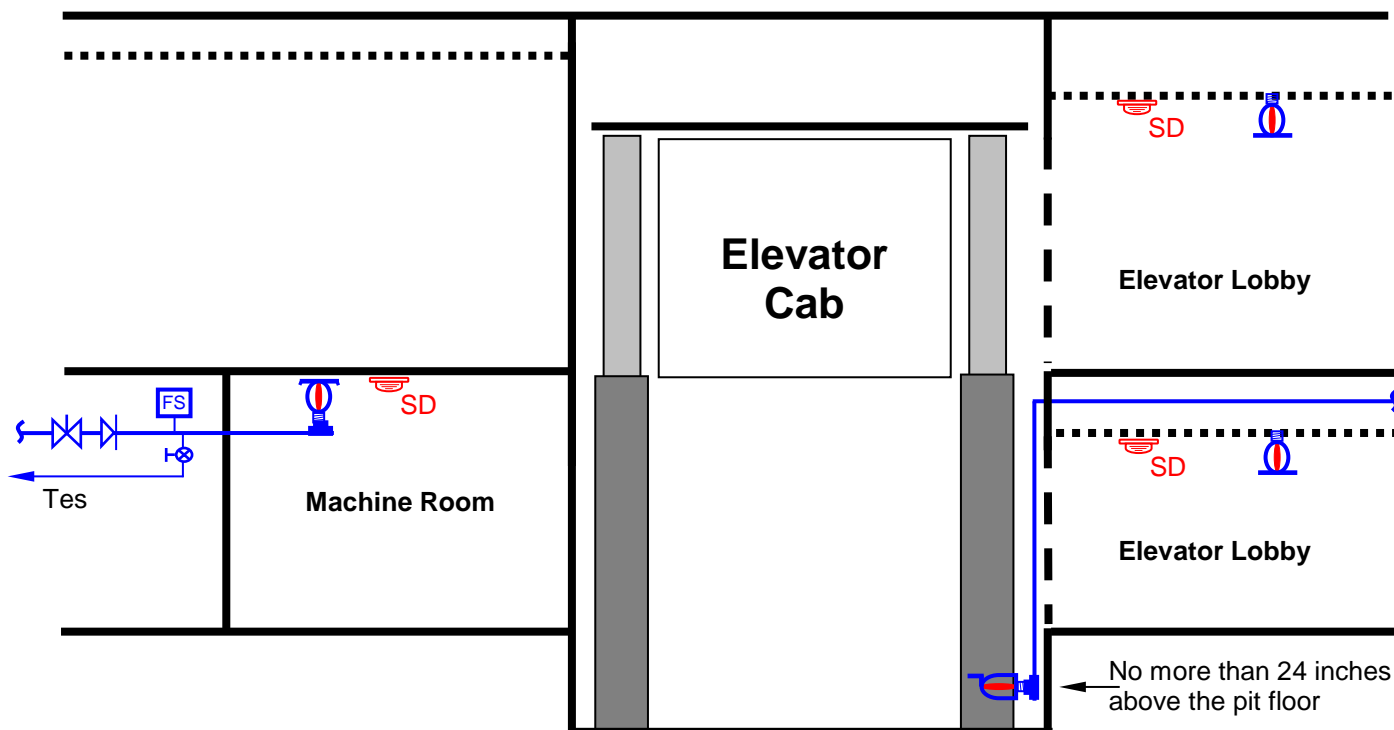 SD
Elevator
Cab
Elevator Lobby
FS
SD
SD
Tes
Machine Room
Elevator Lobby
No more than 24 inches
above the pit floor